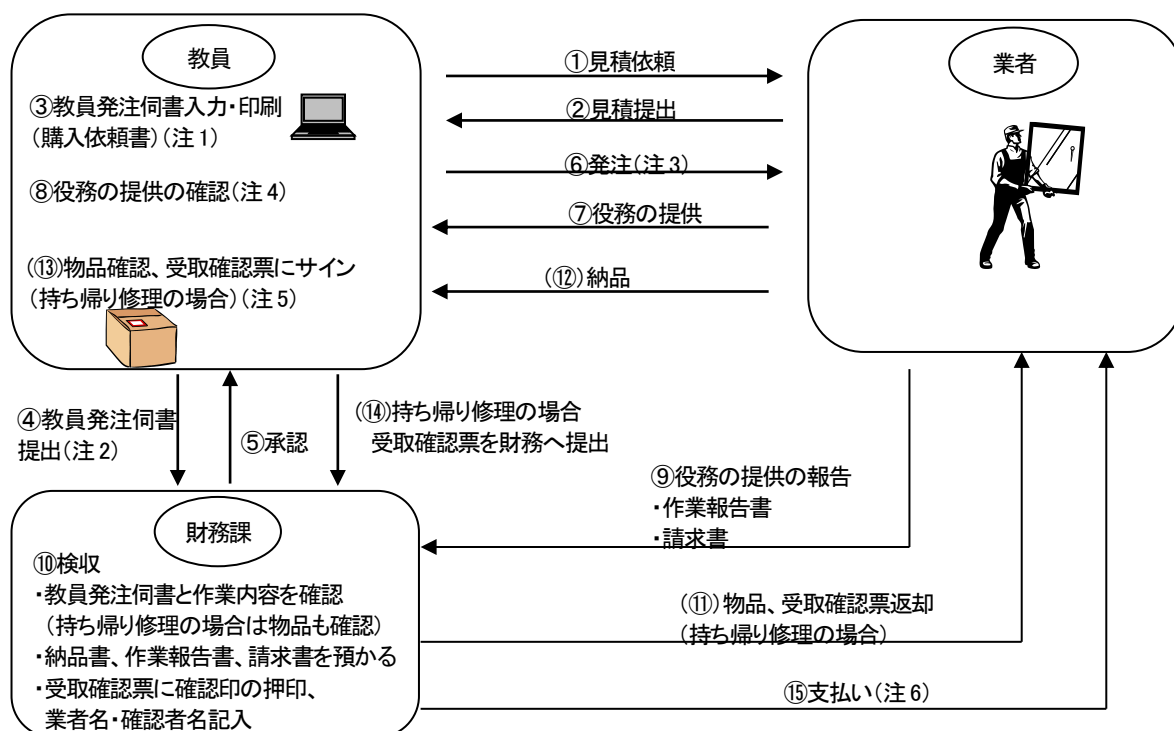 教員
③教員発注伺書入力・印刷
(購入依頼書)(注1)
⑧役務の提供の確認(注4)
(⑬)物品確認、受取確認票にサイン
(持ち帰り修理の場合)(注5)
①見積依頼
②見積提出
⑥発注(注3)
⑦役務の提供
(⑫)納品
業者
④教員発注伺書
提出(注2)
⑤承認
(⑭)持ち帰り修理の場合
受取確認票を財務へ提出
⑨役務の提供の報告
・作業報告書
・請求書
財務課
⑩検収
・教員発注伺書と作業内容を確認
(持ち帰り修理の場合は物品も確認)
・納品書、作業報告書、請求書を預かる
・受取確認票に確認印の押印、
業者名・確認者名記入
(⑪)物品、受取確認票返却
(持ち帰り修理の場合)
⑮支払い(注6)